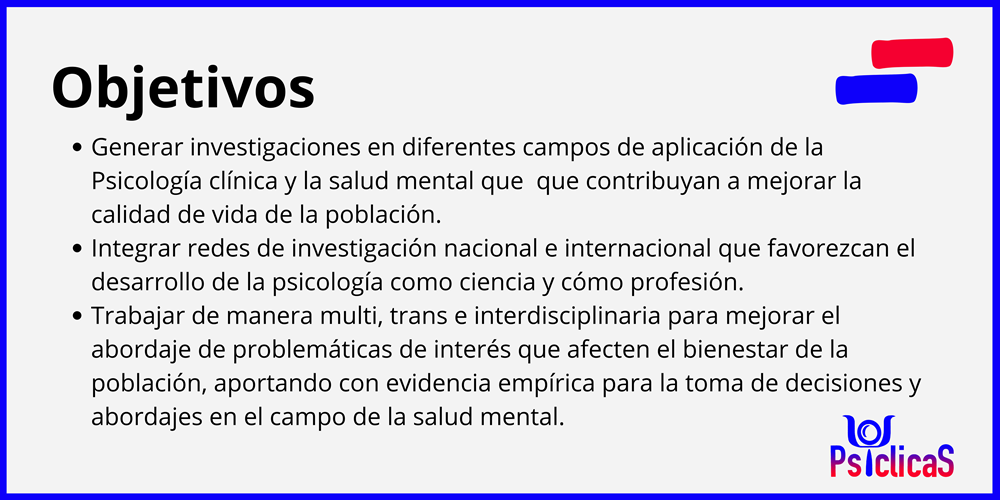 Objetivos
• Generar investigaciones en diferentes campos de aplicación de la
Psicología clínica y la salud mental que  que contribuyan a mejorar la
calidad de vida de la población.
• Integrar redes de investigación nacional e internacional que favorezcan el
desarrollo de la psicología como ciencia y cómo profesión.
• Trabajar de manera multi, trans e interdisciplinaria para mejorar el
abordaje de problemáticas de interés que afecten el bienestar de la
población, aportando con evidencia empírica para la toma de decisiones y
abordajes en el campo de la salud mental.
PsiclicaS